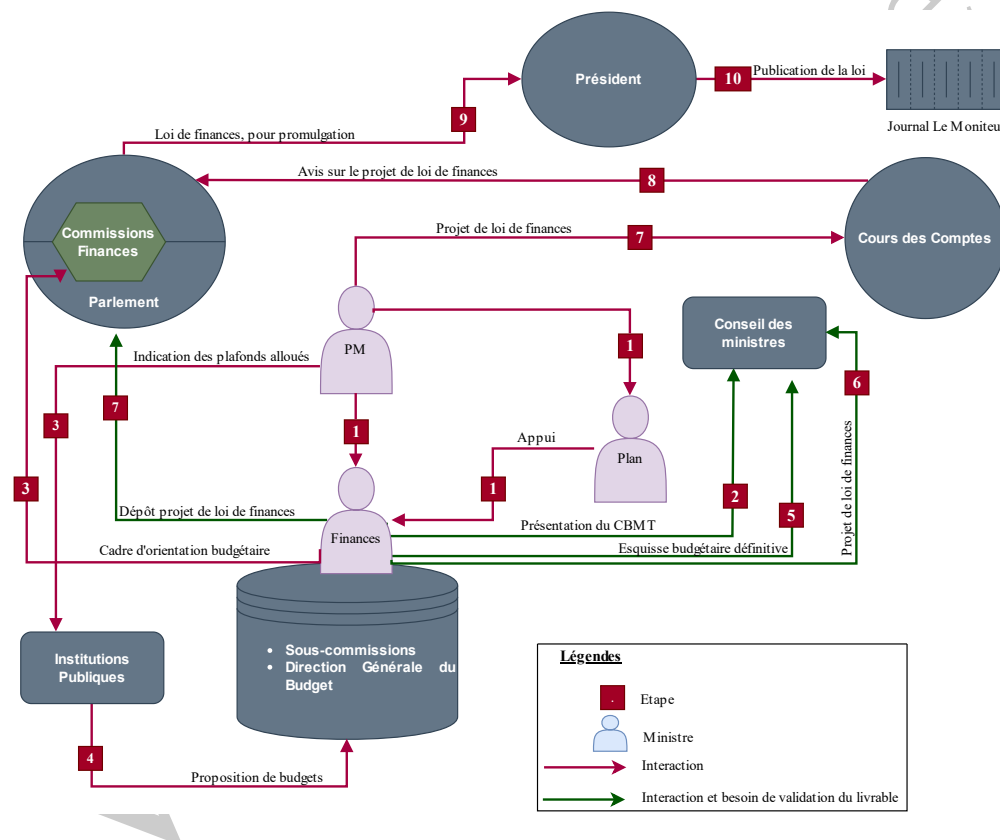 Président
10
Publication de la loi
Journal Le Moniteur
9
Loi de finances, pour promulgation
Avis sur le projet de loi de finances
8
Commissions
Finances
Parlement
Projet de loi de finances
7
Cours des Comptes
PM
1
Conseil des
ministres
Indication des plafonds alloués
7
3
6
1
Plan
Appui
3
1
2
5
Projet de loi de finances
Dépôt projet de loi de finances
Finances
Présentation du CBMT
Cadre d'orientation budgétaire
Esquisse budgétaire définitive
Institutions
Publiques
• Sous-commissions
• Direction Générale du
Budget
4
Proposition de budgets
Légendes
. Etape
Ministre
Interaction
Interaction et besoin de validation du livrable